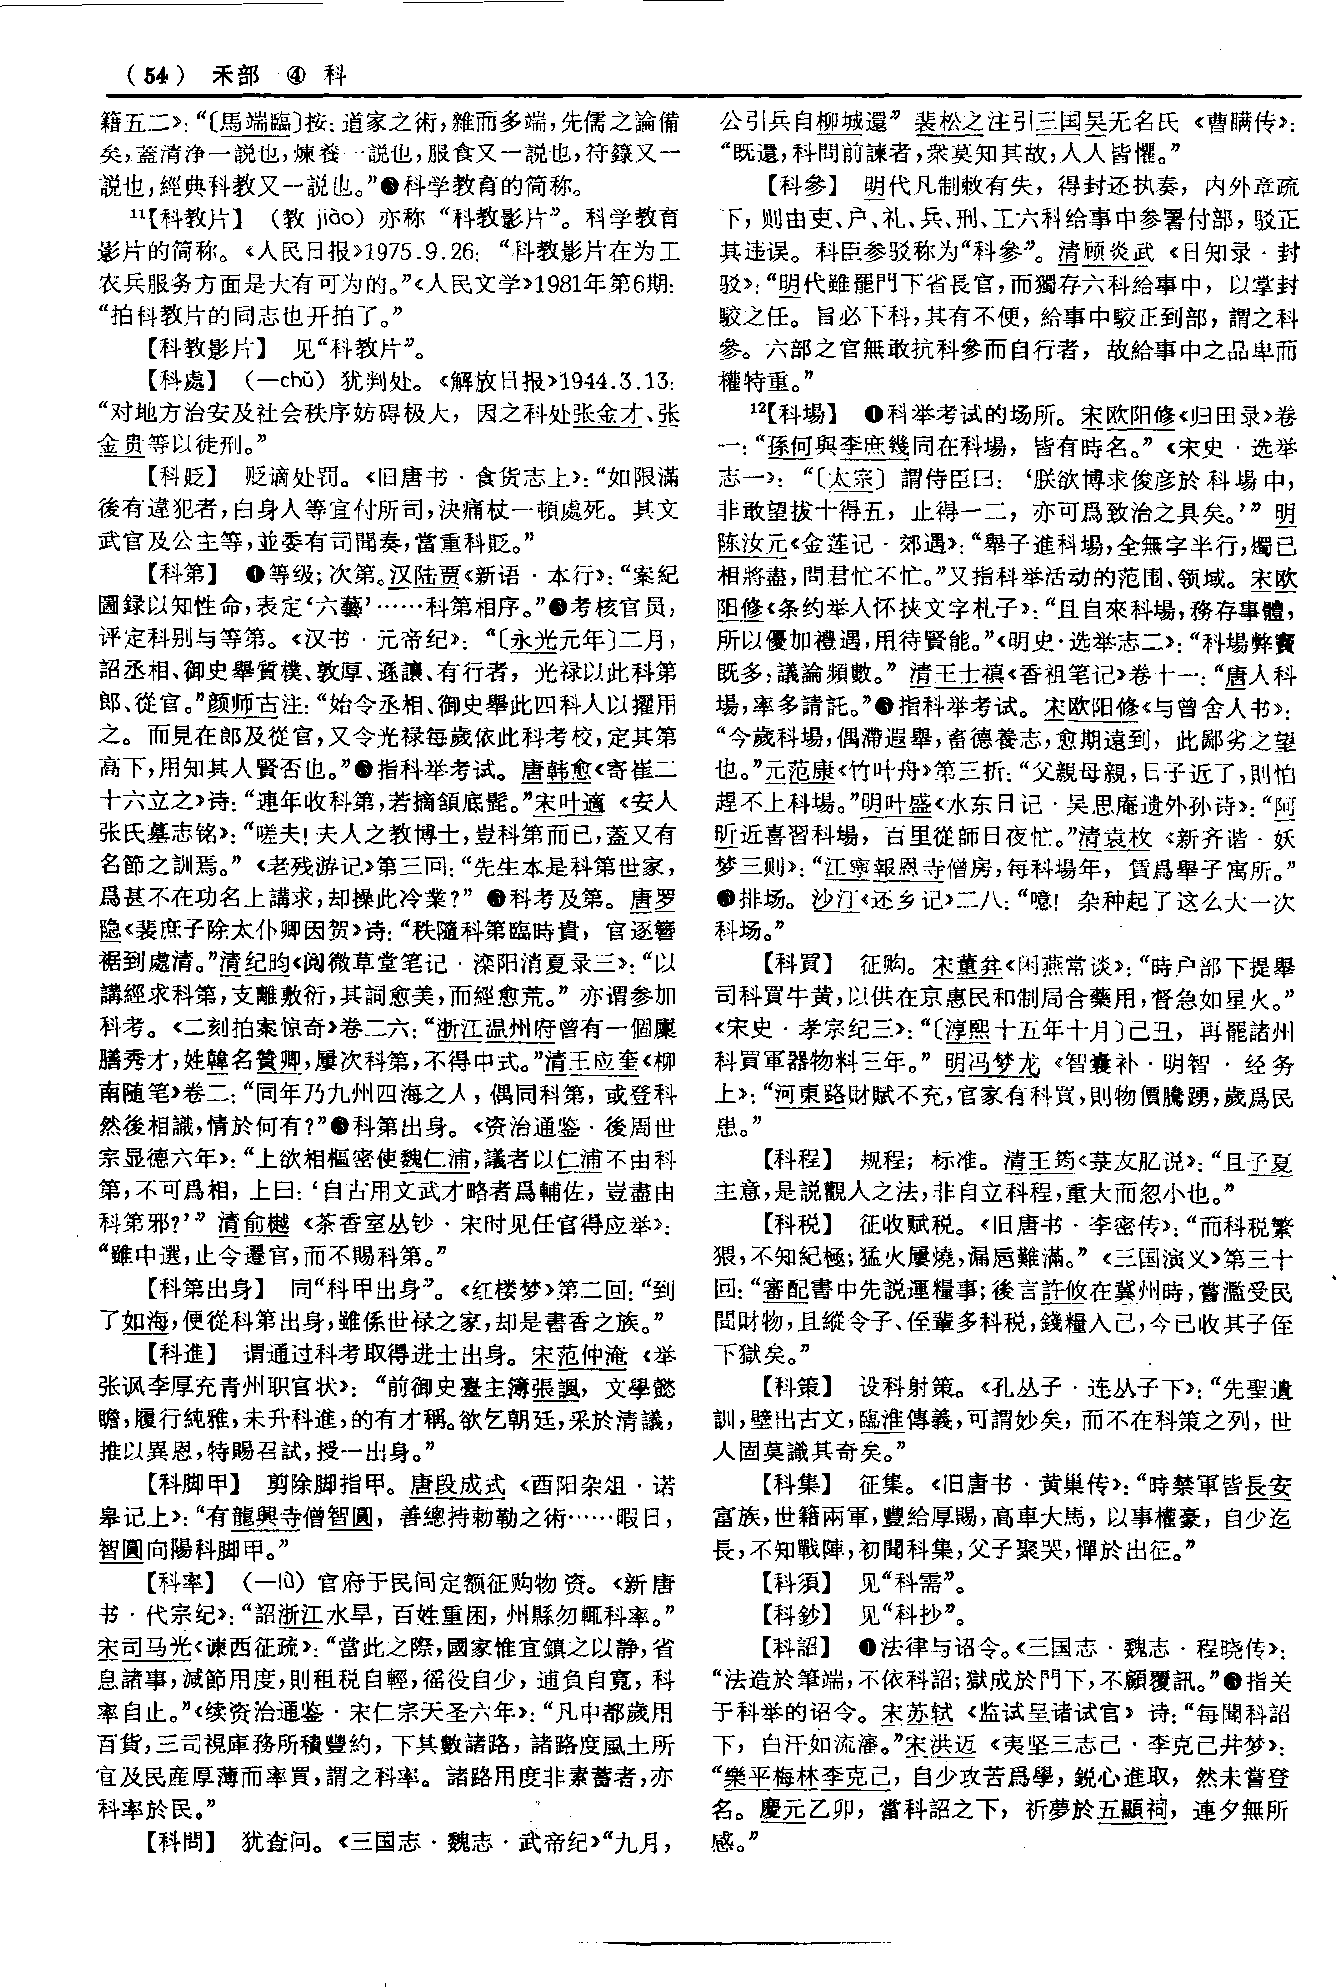 （54） 禾部 ④ 科
籍五二》：“〔馬端臨〕按：道家之術，雜而多端，先儒之論備
矣，蓋清净一説也，煉養一説也，服食又一説也，符籙又一
説也，經典科教又一説也。”❸科学教育的简称。
11【科教片】 （教 jiào）亦称“科教影片”。科学教育
影片的简称。《人民日报》1975.9.26：“科教影片在为工
农兵服务方面是大有可为的。”《人民文学》1981年第6期：
“拍科教片的同志也开拍了。”
【科教影片】 见“科教片”。
【科處】 （—chǔ）犹判处。《解放日报》1944.3.13：
“对地方治安及社会秩序妨碍极大，因之科处张金才、张
金贵等以徒刑。”
【科貶】 贬谪处罚。《旧唐书·食货志上》：“如限滿
後有違犯者，白身人等宜付所司，決痛杖一頓處死。其文
武官及公主等，並委有司聞奏，當重科貶。”
【科第】 ❶等级；次第。汉陆贾《新语·本行》：“案紀
圖録以知性命，表定‘六藝’……科第相序。”❷考核官员，
评定科别与等第。《汉书·元帝纪》：“〔永光元年〕二月，
詔丞相、御史舉質樸、敦厚、遜讓、有行者，光禄以此科第
郎、從官。”颜师古注：“始令丞相、御史舉此四科人以擢用
之。而見在郎及從官，又令光禄每歲依此科考校，定其第
高下，用知其人賢否也。”❸指科举考试。唐韩愈《寄崔二
十六立之》诗：“連年收科第，若摘頷底髭。”宋叶適《安人
张氏墓志铭》：“嗟夫！夫人之教博士，豈科第而已，蓋又有
名節之訓焉。”《老残游记》第三回：“先生本是科第世家，
爲甚不在功名上講求，却操此冷業？”❹科考及第。唐罗
隐《裴庶子除太仆卿因贺》诗：“秩隨科第臨時貴，官逐簪
裾到處清。”清纪昀《阅微草堂笔记·滦阳消夏录三》：“以
講經求科第，支離敷衍，其詞愈美，而經愈荒。”亦谓参加
科考。《二刻拍案惊奇》卷二六：“浙江温州府曾有一個廩
膳秀才，姓韓名贊卿，屢次科第，不得中式。”清王应奎《柳
南随笔》卷二：“同年乃九州四海之人，偶同科第，或登科
然後相識，情於何有？”❺科第出身。《资治通鉴·後周世
宗显德六年》：“上欲相樞密使魏仁浦，議者以仁浦不由科
第，不可爲相，上曰：‘自古用文武才略者爲輔佐，豈盡由
科第邪？’”清俞樾《茶香室丛钞·宋时见任官得应举》：
“雖中選，止令遷官，而不賜科第。”
【科第出身】 同“科甲出身”。《红楼梦》第二回：“到
了如海，便從科第出身，雖係世禄之家，却是書香之族。”
【科進】 谓通过科考取得进士出身。宋范仲淹《举
张讽李厚充青州职官状》：“前御史臺主簿張諷，文學懿
瞻，履行純雅，未升科進，的有才稱。欲乞朝廷，采於清議，
推以異恩，特賜召試，授一出身。”
【科脚甲】 剪除脚指甲。唐段成式《酉阳杂俎·诺
皋记上》：“有龍興寺僧智圓，善總持勑勒之術……暇日，
智圓向陽科脚甲。”
【科率】 （—lǜ）官府于民间定额征购物资。《新唐
书·代宗纪》：“詔浙江水旱，百姓重困，州縣勿輒科率。”
宋司马光《谏西征疏》：“當此之際，國家惟宜鎮之以静，省
息諸事，減節用度，則租税自輕，徭役自少，逋負自寬，科
率自止。”《续资治通鉴·宋仁宗天圣六年》：“凡中都歲用
百貨，三司視庫務所積豐約，下其數諸路，諸路度風土所
宜及民産厚薄而率買，謂之科率。諸路用度非素蓄者，亦
科率於民。”
【科問】 犹查问。《三国志·魏志·武帝纪》“九月，
公引兵自柳城還”裴松之注引三国吴无名氏《曹瞒传》：
“既還，科問前諫者，衆莫知其故，人人皆懼。”
【科參】 明代凡制敕有失，得封还执奏，内外章疏
下，则由吏、户、礼、兵、刑、工六科给事中参署付部，驳正
其违误。科臣参驳称为“科參”。清顾炎武《日知录·封
驳》：“明代雖罷門下省長官，而獨存六科給事中，以掌封
駁之任。旨必下科，其有不便，給事中駁正到部，謂之科
參。六部之官無敢抗科參而自行者，故給事中之品卑而
權特重。”
12【科場】 ❶科举考试的场所。宋欧阳修《归田录》卷
一：“孫何與李庶幾同在科場，皆有時名。”《宋史·选举
志一》：“〔太宗〕謂侍臣曰：‘朕欲博求俊彦於科場中，
非敢望拔十得五，止得一二，亦可爲致治之具矣。’”明
陈汝元《金莲记·郊遇》：“舉子進科場，全無字半行，燭已
相將盡，問君忙不忙。”又指科举活动的范围、领域。宋欧
阳修《条约举人怀挟文字札子》：“且自來科場，務存事體，
所以優加禮遇，用待賢能。”《明史·选举志二》：“科場弊竇
既多，議論頻數。”清王士禛《香祖笔记》卷十一：“唐人科
場，率多請託。”❷指科举考试。宋欧阳修《与曾舍人书》：
“今歲科場，偶滯遐舉，畜德養志，愈期遠到，此鄙劣之望
也。”元范康《竹叶舟》第三折：“父親母親，日子近了，則怕
趕不上科場。”明叶盛《水东日记·吴思庵遗外孙诗》：“阿
昕近喜習科場，百里從師日夜忙。”清袁枚《新齐谐·妖
梦三则》：“江寧報恩寺僧房，每科場年，賃爲舉子寓所。”
❸排场。沙汀《还乡记》二八：“噫！杂种起了这么大一次
科场。”
【科買】 征购。宋董弅《闲燕常谈》：“時户部下提舉
司科買牛黄，以供在京惠民和制局合藥用，督急如星火。”
《宋史·孝宗纪三》：“〔淳熙十五年十月〕己丑，再罷諸州
科買軍器物料三年。”明冯梦龙《智囊补·明智·经务
上》：“河東路財賦不充，官家有科買，則物價騰踴，歲爲民
患。”
【科程】 规程；标准。清王筠《菉友肊说》：“且子夏
主意，是説觀人之法，非自立科程，重大而忽小也。”
【科税】 征收赋税。《旧唐书·李密传》：“而科税繁
猥，不知紀極；猛火屢燒，漏卮難滿。”《三国演义》第三十
回：“審配書中先説運糧事；後言許攸在冀州時，嘗濫受民
間財物，且縱令子、侄輩多科税，錢糧入己，今已收其子侄
下獄矣。”
【科策】 设科射策。《孔丛子·连丛子下》：“先聖遺
訓，壁出古文，臨淮傳義，可謂妙矣，而不在科策之列，世
人固莫識其奇矣。”
【科集】 征集。《旧唐书·黄巢传》：“時禁軍皆長安
富族，世籍兩軍，豐給厚賜，高車大馬，以事權豪，自少迄
長，不知戰陣，初聞科集，父子聚哭，憚於出征。”
【科須】 见“科需”。
【科鈔】 见“科抄”。
【科詔】 ❶法律与诏令。《三国志·魏志·程晓传》：
“法造於筆端，不依科詔；獄成於門下，不顧覆訊。”❷指关
于科举的诏令。宋苏轼《监试呈诸试官》诗：“每聞科詔
下，白汗如流瀋。”宋洪迈《夷坚三志己·李克己井梦》：
“樂平梅林李克己，自少攻苦爲學，鋭心進取，然未嘗登
名。慶元乙卯，當科詔之下，祈夢於五顯祠，連夕無所
感。”